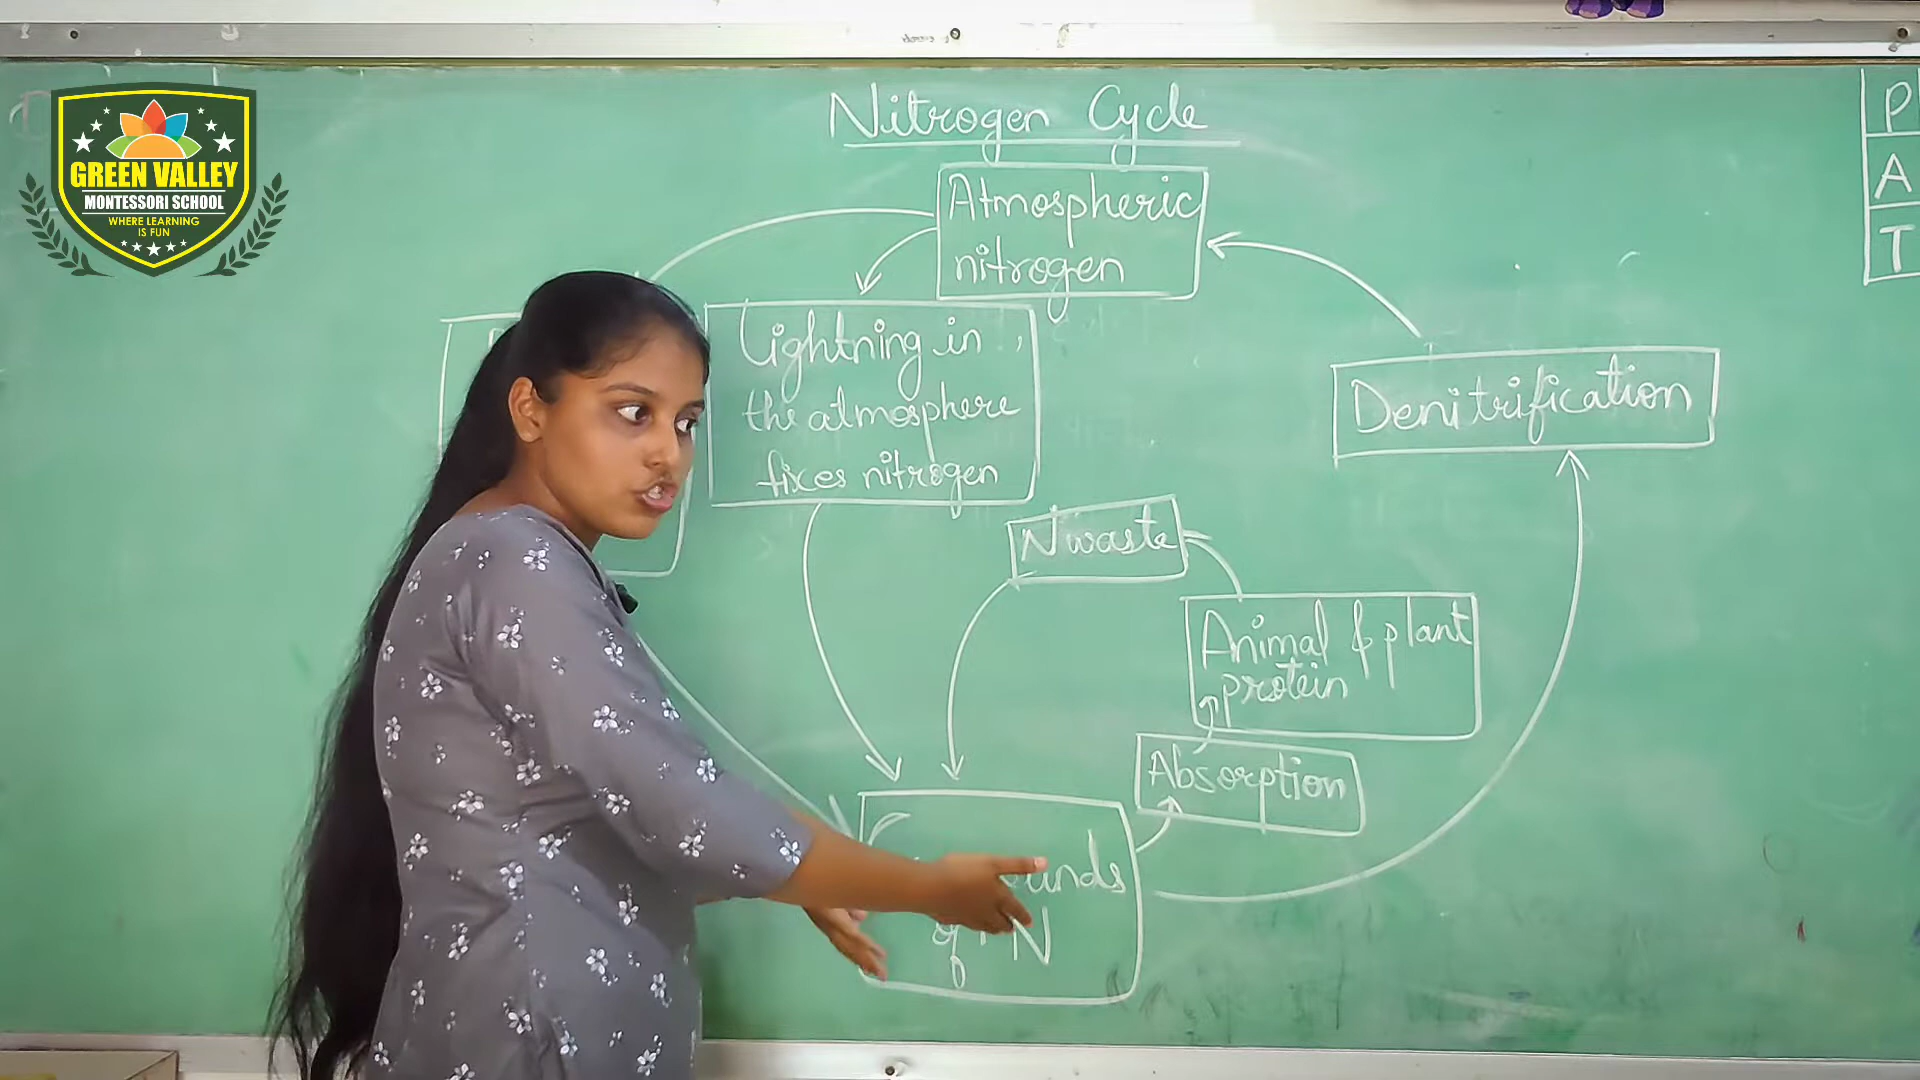 GREEN VALLEY
MONTESSORI SCHOOL
WHERE LEARNING
IS FUN
Nitrogen Cycle
Atmospheric
nitrogen
Lightning in
the atmosphere
fixes nitrogen
Denitrification
N waste
Animal & plant
protein
Absorption
of N
P
A
T